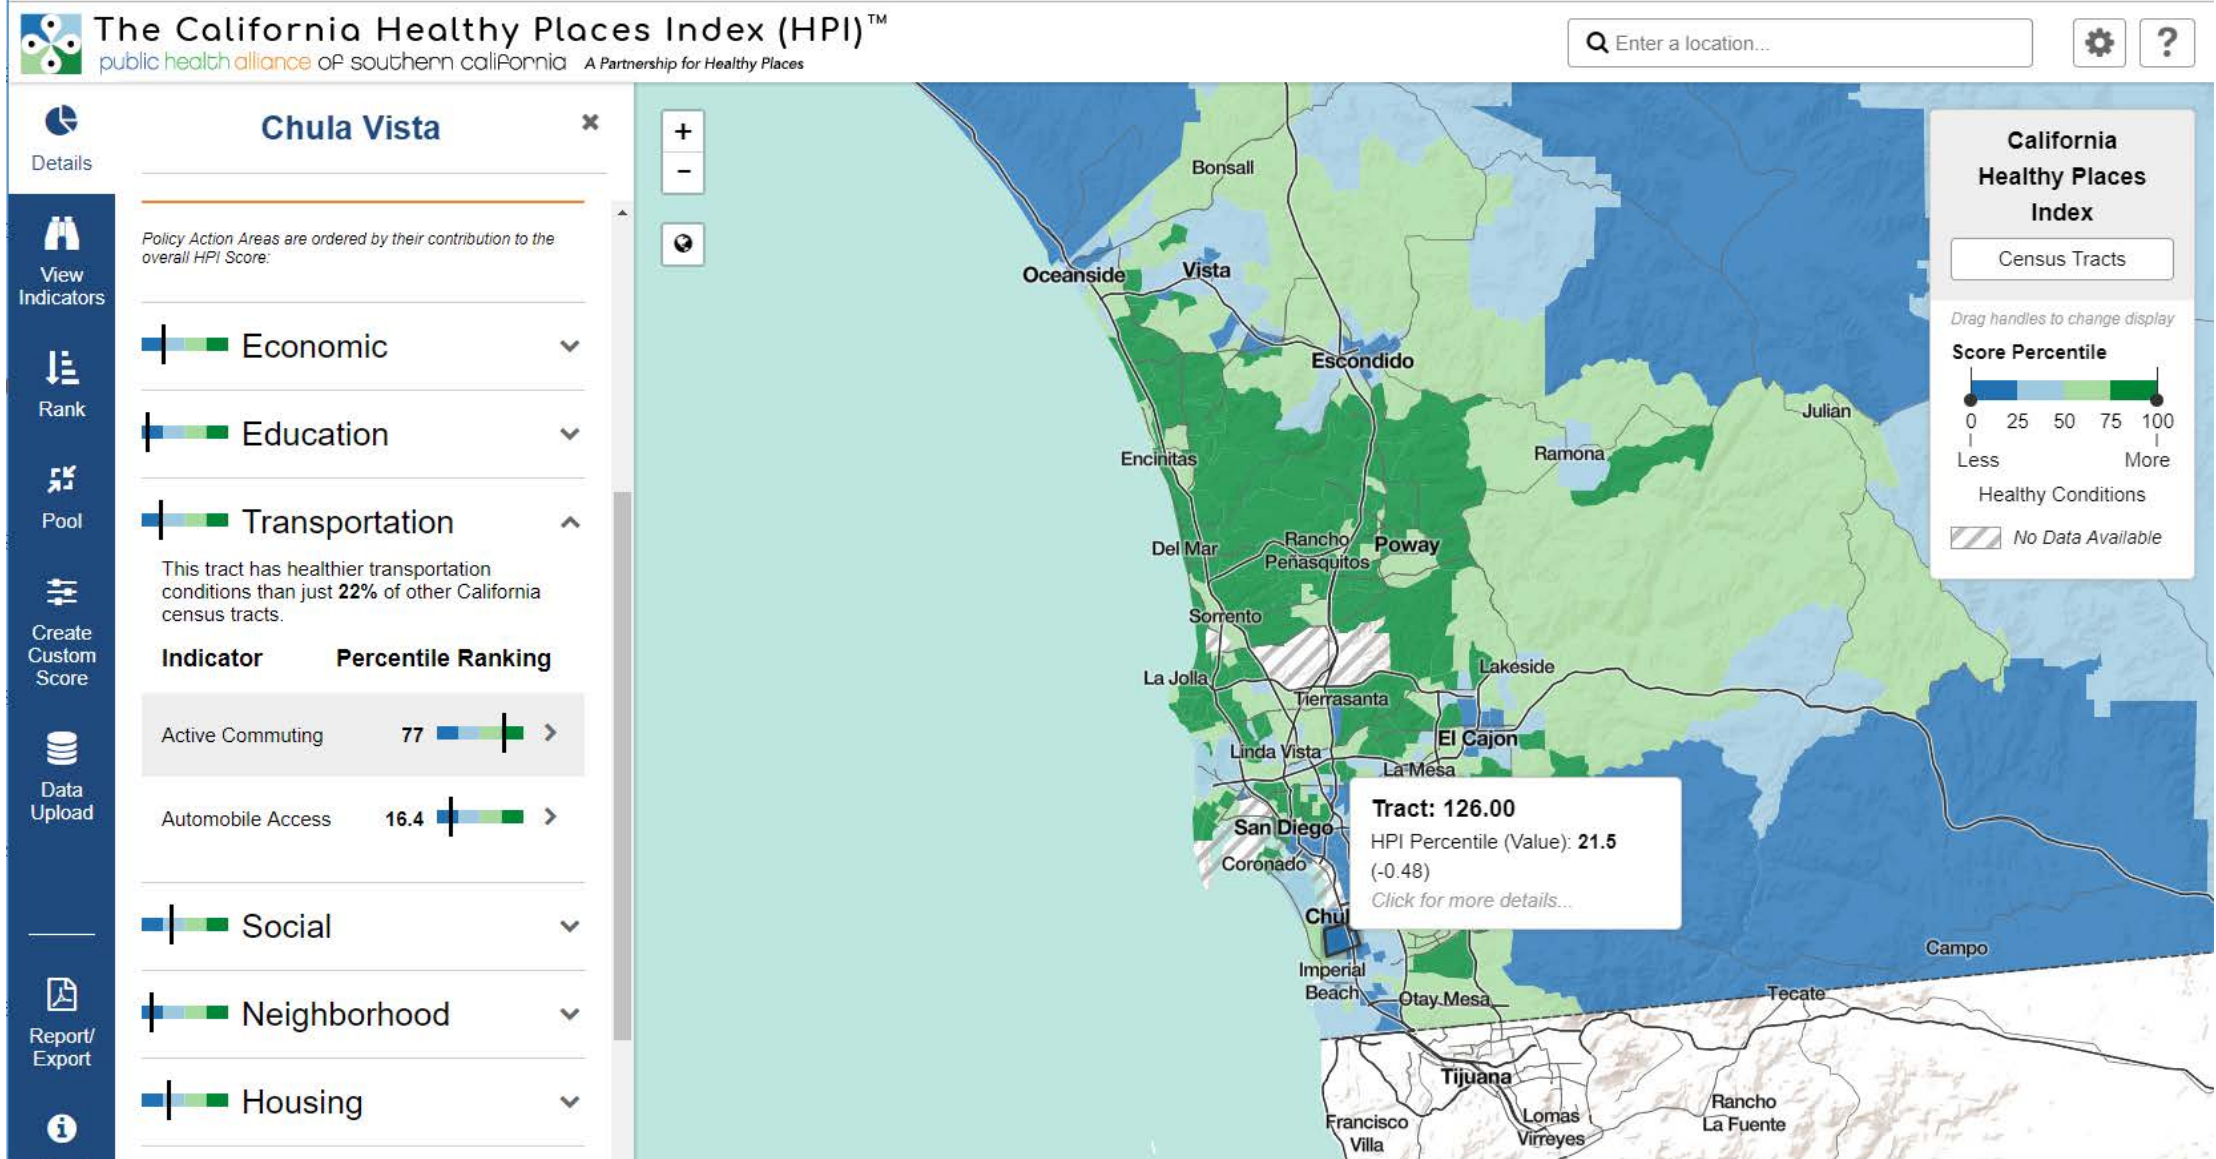 The California Healthy Places Index (HPI)™
public health alliance of southern california A Partnership for Healthy Places
Enter a location...
?
Details
View
Indicators
Rank
Pool
Create
Custom
Score
Data
Upload
Report/
Export
Chula Vista
Policy Action Areas are ordered by their contribution to the
overall HPI Score:
Economic
Education
Transportation
This tract has healthier transportation
conditions than just 22% of other California
census tracts.
Indicator Percentile Ranking
Active Commuting 77
Automobile Access 16.4
Social
Neighborhood
Housing
+
−
Bonsall
Oceanside
Vista
Escondido
Julian
Encinitas
Ramona
Del Mar
Rancho
Peñasquitos
Poway
Sorrento
La Jolla
Lakeside
Tierrasanta
Linda Vista
El Cajon
La Mesa
San Diego
Coronado
Chul
Imperial
Beach
Otay Mesa
Campo
Tecate
Tijuana
Francisco
Villa
Lomas
Virreyes
Rancho
La Fuente
Tract: 126.00
HPI Percentile (Value): 21.5
(-0.48)
Click for more details...
California
Healthy Places
Index
Census Tracts
Drag handles to change display
Score Percentile
0 25 50 75 100
Less More
Healthy Conditions
No Data Available